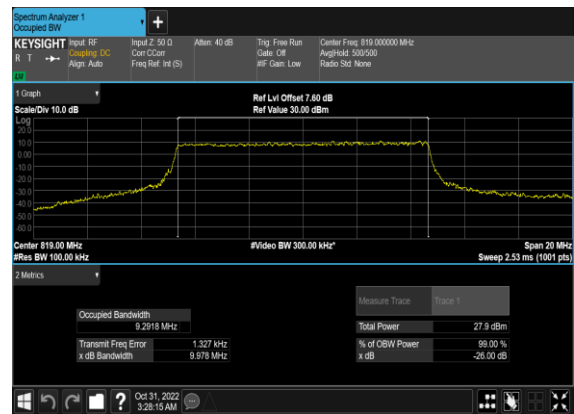 Spectrum Analyzer 1
Occupied BW
+
KEYSIGHT Input: RF Input Z: 50 Ω Atten: 40 dB Trig: Free Run Center Freq: 819.000000 MHz
R T Coupling: DC Corr CCorr Gate: Off Avg|Hold: 500/500
Align: Auto Freq Ref: Int (S) #IF Gain: Low Radio Std: None
1 Graph Ref Lvl Offset 7.60 dB
Scale/Div 10.0 dB Ref Value 30.00 dBm
Log
20.0
10.0
0.00
-10.0
-20.0
-30.0
-40.0
-50.0
-60.0
Center 819.00 MHz #Video BW 300.00 kHz* Span 20 MHz
#Res BW 100.00 kHz Sweep 2.53 ms (1001 pts)
2 Metrics
Measure Trace Trace 1
Occupied Bandwidth
9.2918 MHz Total Power 27.9 dBm
Transmit Freq Error 1.327 kHz % of OBW Power 99.00 %
x dB Bandwidth 9.978 MHz x dB -26.00 dB
? Oct 31, 2022
3:28:15 AM